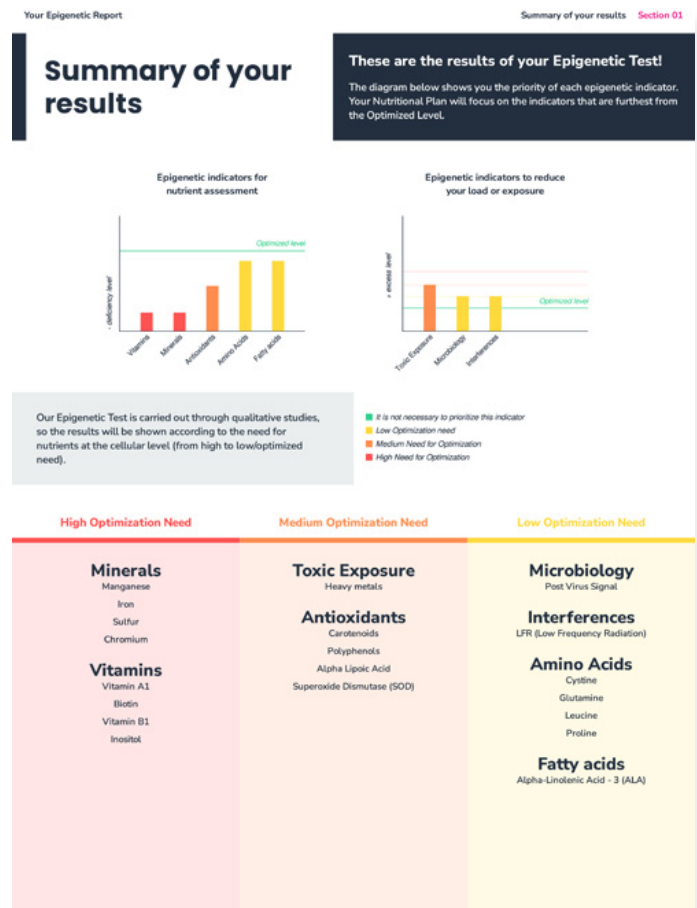 Your Epigenetic Report
Summary of your results Section 01
Summary of your
results
These are the results of your Epigenetic Test!
The diagram below shows you the priority of each epigenetic indicator.
Your Nutritional Plan will focus on the indicators that are furthest from
the Optimized Level.
Epigenetic indicators for
nutrient assessment
Optimized level
- deficiency level
Vitamins
Minerals
Antioxidants
Amino Acids
Fatty acids
Epigenetic indicators to reduce
your load or exposure
+ excess level
Optimized level
Toxic Exposure
Microbiology
Interferences
Our Epigenetic Test is carried out through qualitative studies,
so the results will be shown according to the need for
nutrients at the cellular level (from high to low/optimized
need).
It is not necessary to prioritize this indicator
Low Optimization need
Medium Need for Optimization
High Need for Optimization
High Optimization Need
Minerals
Manganese
Iron
Sulfur
Chromium
Vitamins
Vitamin A1
Biotin
Vitamin B1
Inositol
Medium Optimization Need
Toxic Exposure
Heavy metals
Antioxidants
Carotenoids
Polyphenols
Alpha Lipoic Acid
Superoxide Dismutase (SOD)
Low Optimization Need
Microbiology
Post Virus Signal
Interferences
LFR (Low Frequency Radiation)
Amino Acids
Cystine
Glutamine
Leucine
Proline
Fatty acids
Alpha-Linolenic Acid - 3 (ALA)